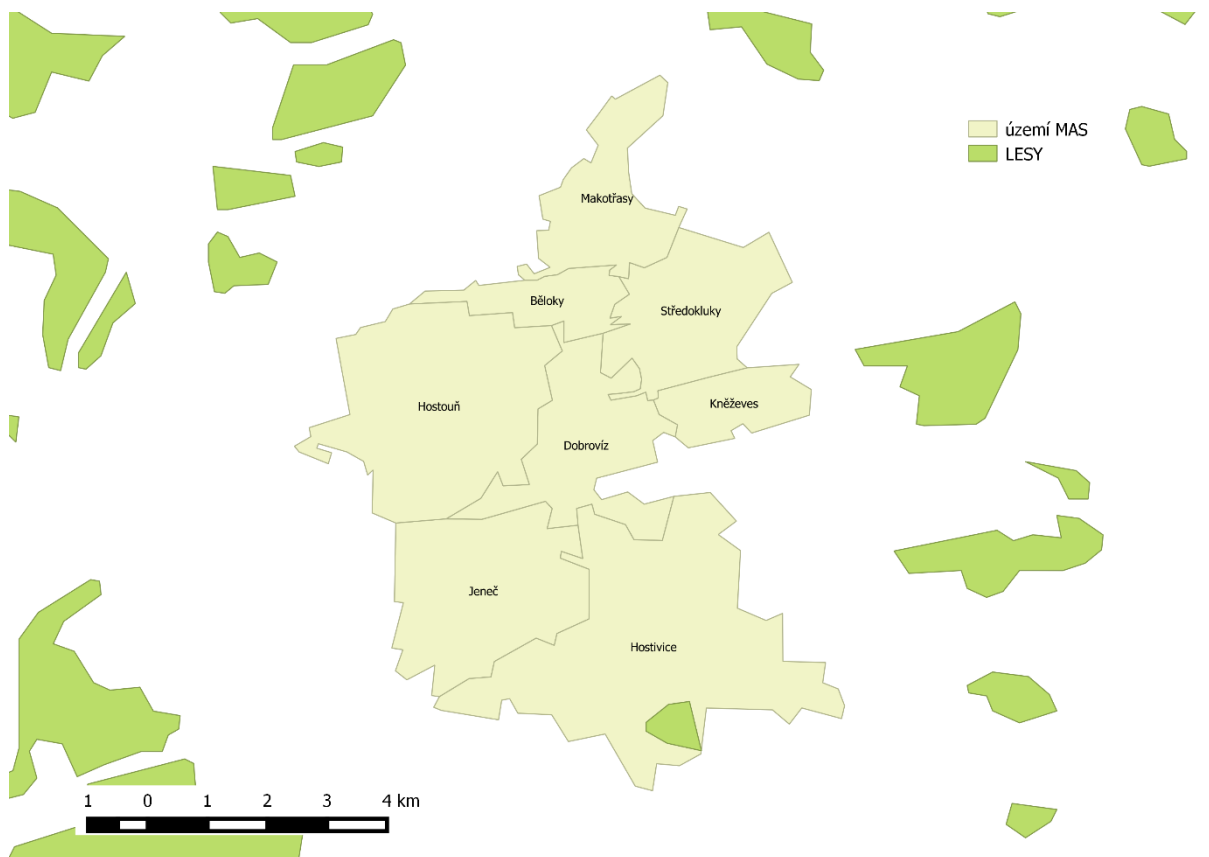 území MAS
LESY
Makotřasy
Běloky
Středokluky
Hostouň
Kněževes
Dobrovíz
Jeneč
Hostivice
1 0 1 2 3 4 km